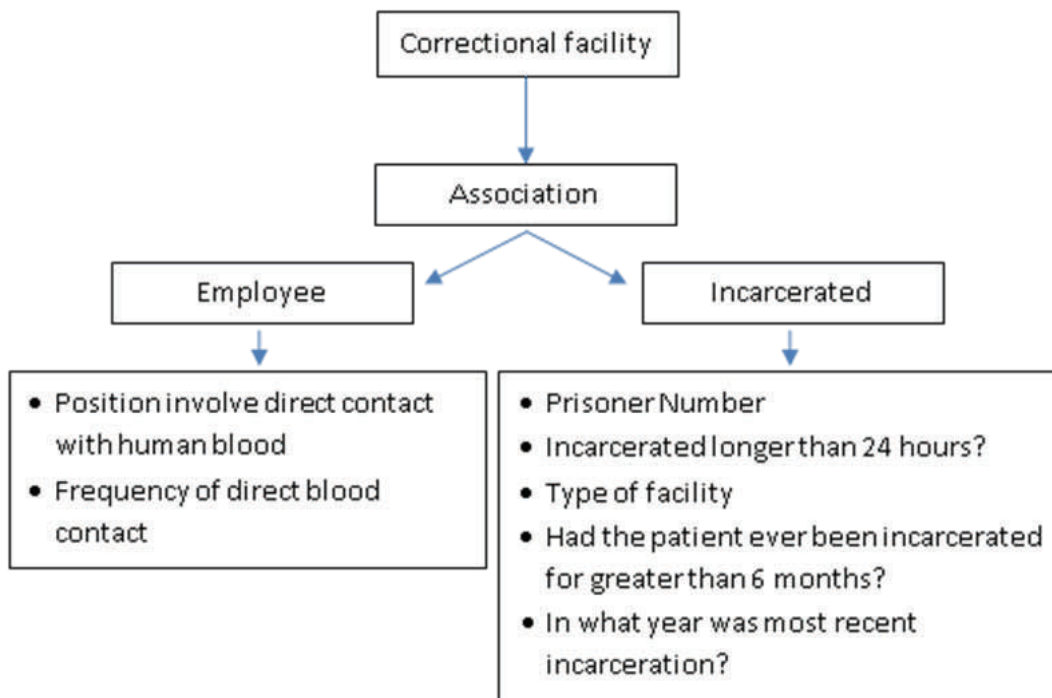 Correctional facility
Association
Employee
Incarcerated
• Position involve direct contact
with human blood
• Frequency of direct blood
contact
• Prisoner Number
• Incarcerated longer than 24 hours?
• Type of facility
• Had the patient ever been incarcerated
for greater than 6 months?
• In what year was most recent
incarceration?